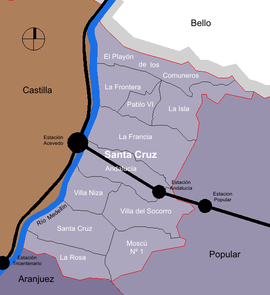 Bello
El Playón
de los
Comuneros
Castilla
La Frontera
Pablo VI
La Isla
Estación
Acevedo
La Francia
Santa Cruz
Andalucía
Estación
Andalucía
Villa Niza
Estación
Popular
Río Medellín
Villa del Socorro
Santa Cruz
Moscú
Nº 1
Popular
Estación
Tricentenario
La Rosa
Aranjuez